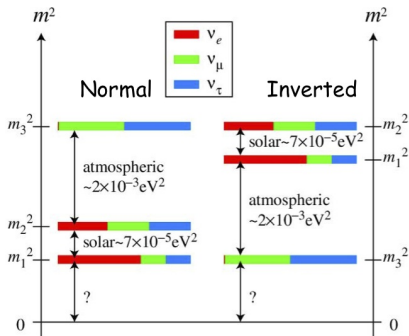 m²
m²
νe
νμ
ντ
Normal
Inverted
m₃²
m₂²
solar~7×10⁻⁵eV²
m₁²
atmospheric
~2×10⁻³eV²
atmospheric
~2×10⁻³eV²
m₂²
solar~7×10⁻⁵eV²
m₁²
m₃²
?
?
0
0